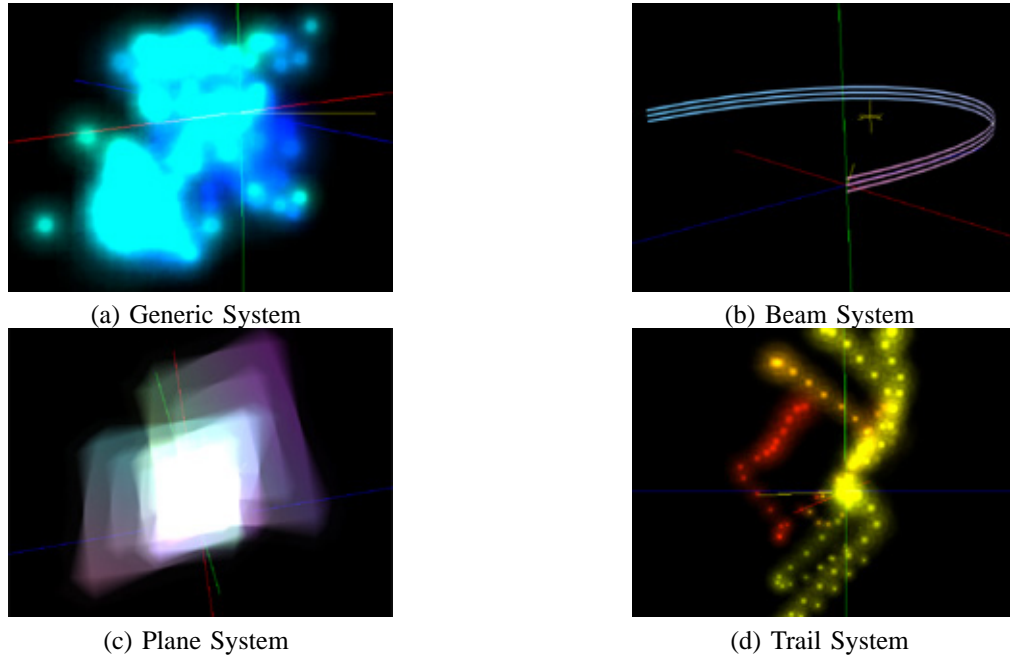 (a) Generic System
(b) Beam System
(c) Plane System
(d) Trail System